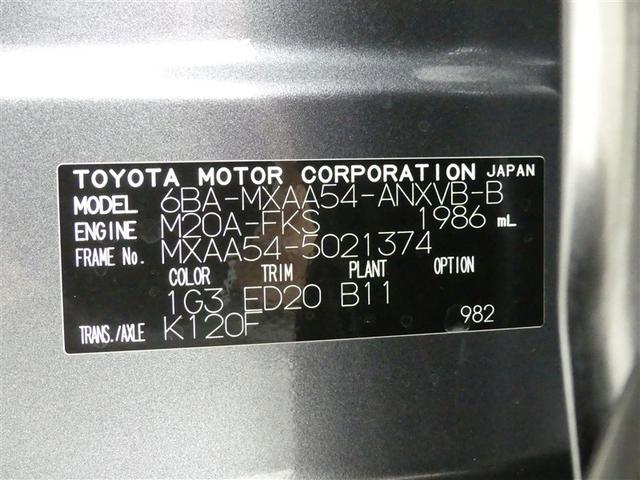 TOYOTA MOTOR CORPORATION JAPAN
MODEL 6BA-MXAA54-ANXVB-B
ENGINE M20A-FKS 1986 mL
FRAME No. MXAA54-5021374
COLOR TRIM PLANT OPTION
1G3 ED20 B11
TRANS./AXLE K120F 982